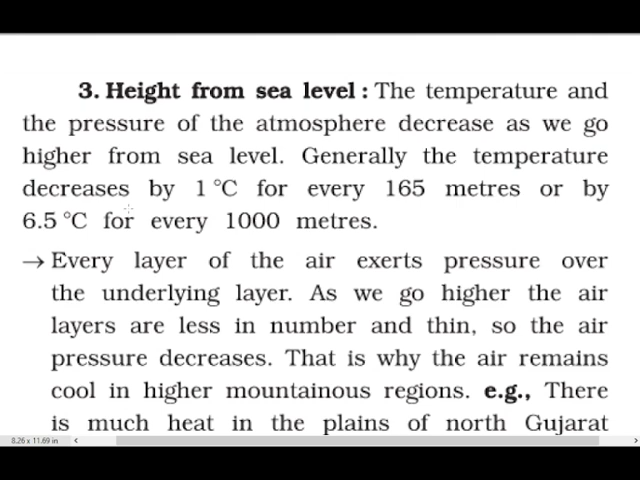 3. Height from sea level : The temperature and
the pressure of the atmosphere decrease as we go
higher from sea level. Generally the temperature
decreases by 1 °C for every 165 metres or by
6.5 °C for every 1000 metres.
→ Every layer of the air exerts pressure over
the underlying layer. As we go higher the air
layers are less in number and thin, so the air
pressure decreases. That is why the air remains
cool in higher mountainous regions. e.g., There
is much heat in the plains of north Gujarat
8.26 x 11.69 in